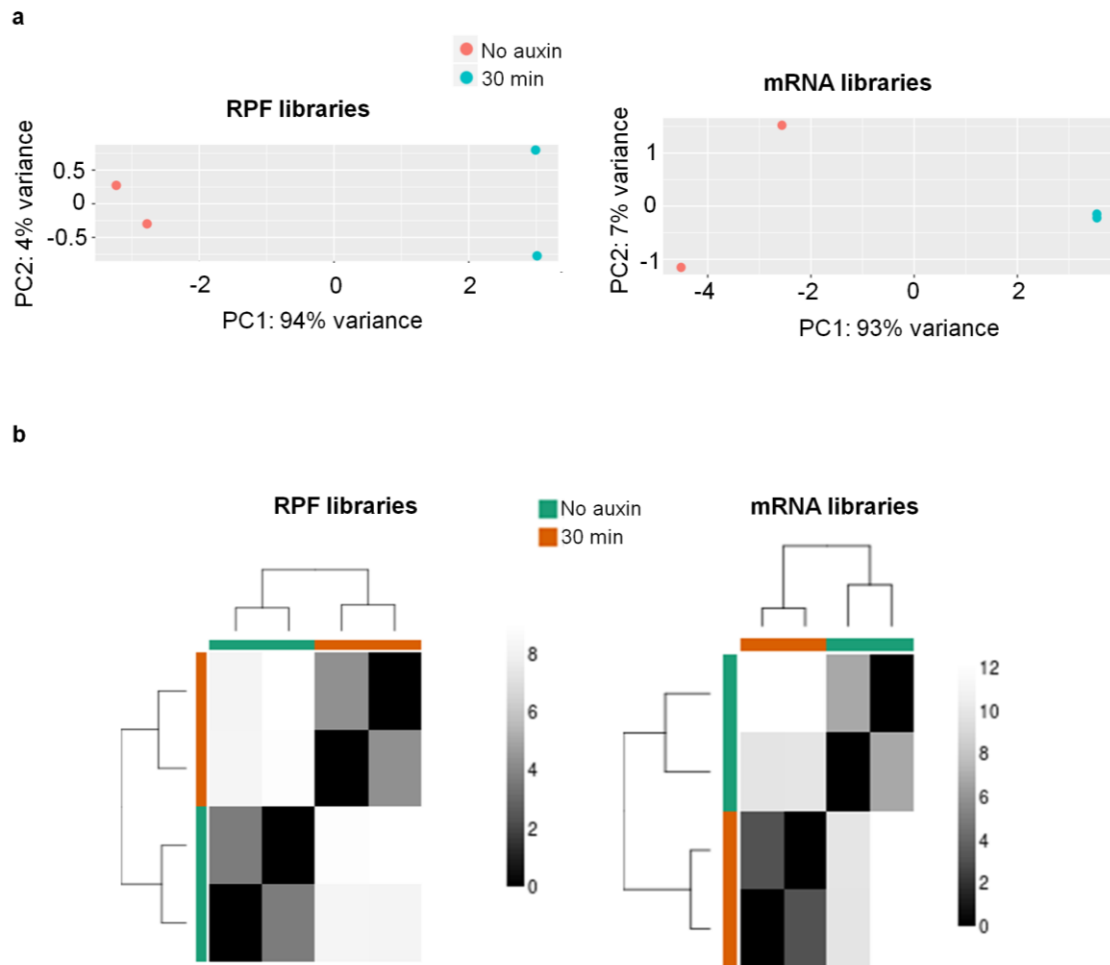 a
No auxin
30 min
RPF libraries
PC2: 4% variance
0.5
0
-0.5
-2
0
2
PC1: 94% variance
mRNA libraries
PC2: 7% variance
1
0
-1
-4
-2
0
2
PC1: 93% variance
b
RPF libraries
No auxin
30 min
mRNA libraries
8
6
4
2
0
12
10
8
6
4
2
0